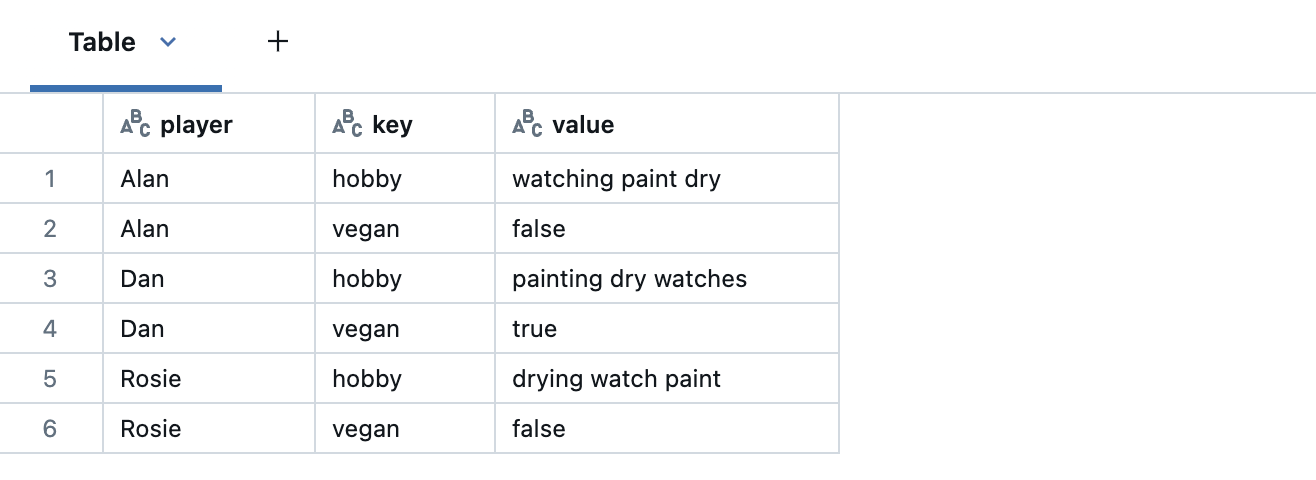 Table +
ABC player ABC key ABC value
1 Alan hobby watching paint dry
2 Alan vegan false
3 Dan hobby painting dry watches
4 Dan vegan true
5 Rosie hobby drying watch paint
6 Rosie vegan false